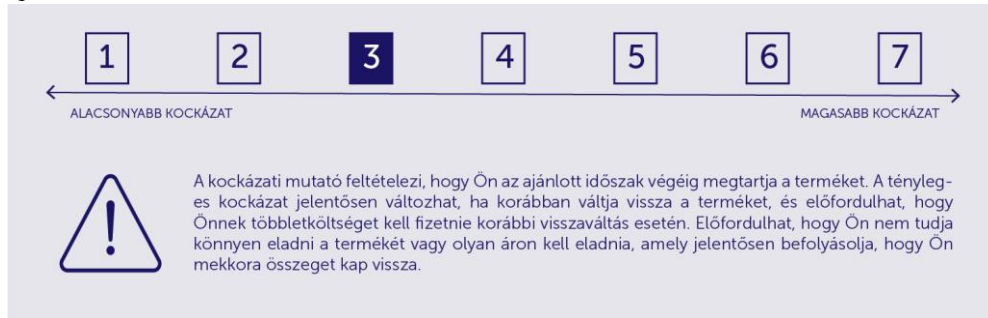 1 2 3 4 5 6 7
ALACSONYABB KOCKÁZAT MAGASABB KOCKÁZAT
A kockázati mutató feltételezi, hogy Ön az ajánlott időszak végéig megtartja a terméket. A tényleg-
es kockázat jelentősen változhat, ha korábban váltja vissza a terméket, és előfordulhat, hogy
Önnek többletköltséget kell fizetnie korábbi visszaváltás esetén. Előfordulhat, hogy Ön nem tudja
könnyen eladni a termékét vagy olyan áron kell eladnia, amely jelentősen befolyásolja, hogy Ön
mekkora összeget kap vissza.